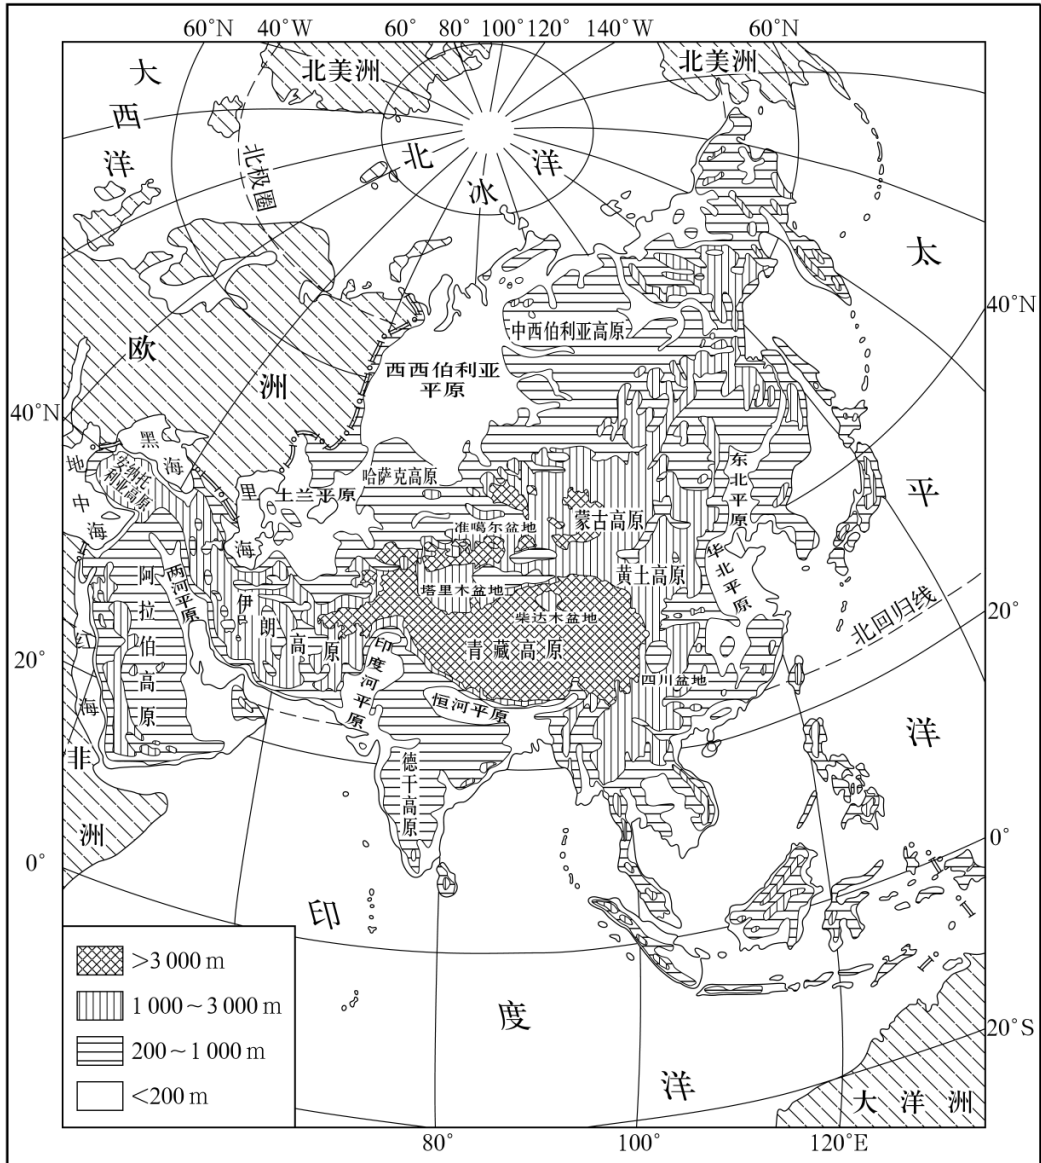 60°N 40°W 60° 80° 100° 120° 140°W 60°N
大西洋
北美洲
北美洲
北极圈
北冰洋
太平洋
40°N
欧洲
中西伯利亚高原
西西伯利亚
平原
40°N
黑海
地中海
安纳托
利亚高原
里海
土兰平原
哈萨克高原
东北平原
准噶尔盆地
蒙古高原
华北平原
黄土高原
塔里木盆地
柴达木盆地
青藏高原
四川盆地
北回归线
20°
阿拉伯高原
两河平原
伊朗高原
印度河平原
恒河平原
德干高原
20°
红海
非洲
0°
0°
印度洋
20°S
大洋洲
>3 000 m
1 000~3 000 m
200~1 000 m
<200 m
80° 100° 120°E